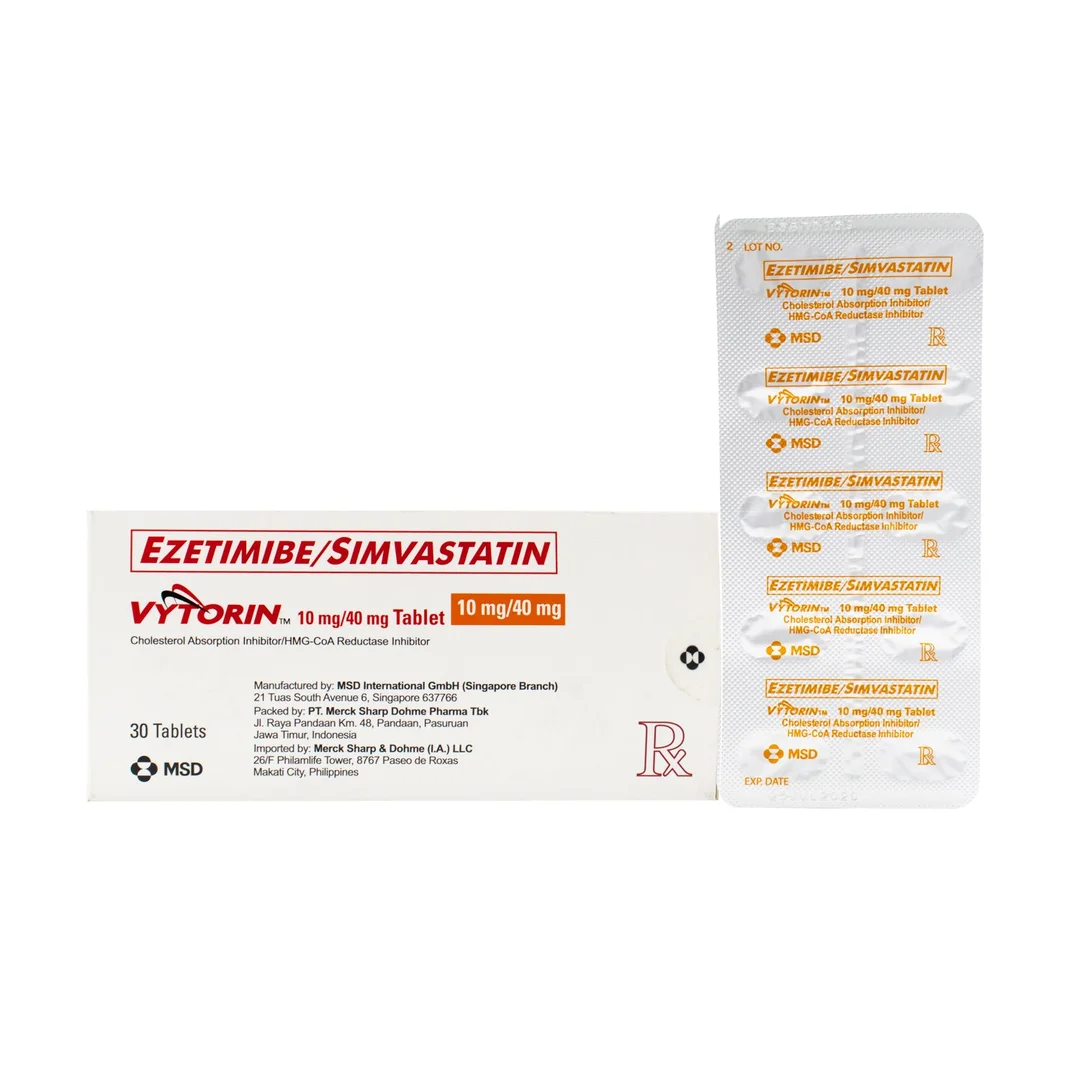 EZETIMIBE/SIMVASTATIN
VYTORIN™ 10 mg/40 mg Tablet 10 mg/40 mg
Cholesterol Absorption Inhibitor/HMG-CoA Reductase Inhibitor
Manufactured by: MSD International GmbH (Singapore Branch)
21 Tuas South Avenue 6, Singapore 637766
Packed by: PT. Merck Sharp Dohme Pharma Tbk
Jl. Raya Pandaan Km. 48, Pandaan, Pasuruan
Jawa Timur, Indonesia
Imported by: Merck Sharp & Dohme (I.A.) LLC
26/F Philamlife Tower, 8767 Paseo de Roxas
Makati City, Philippines
30 Tablets
MSD
Rx
2 LOT NO.
EZETIMIBE/SIMVASTATIN
VYTORIN™ 10 mg/40 mg Tablet
Cholesterol Absorption Inhibitor/
HMG-CoA Reductase Inhibitor
MSD Rx
EZETIMIBE/SIMVASTATIN
VYTORIN™ 10 mg/40 mg Tablet
Cholesterol Absorption Inhibitor/
HMG-CoA Reductase Inhibitor
MSD Rx
EZETIMIBE/SIMVASTATIN
VYTORIN™ 10 mg/40 mg Tablet
Cholesterol Absorption Inhibitor/
HMG-CoA Reductase Inhibitor
MSD Rx
EZETIMIBE/SIMVASTATIN
VYTORIN™ 10 mg/40 mg Tablet
Cholesterol Absorption Inhibitor/
HMG-CoA Reductase Inhibitor
MSD Rx
EZETIMIBE/SIMVASTATIN
VYTORIN™ 10 mg/40 mg Tablet
Cholesterol Absorption Inhibitor/
HMG-CoA Reductase Inhibitor
MSD Rx
EXP. DATE